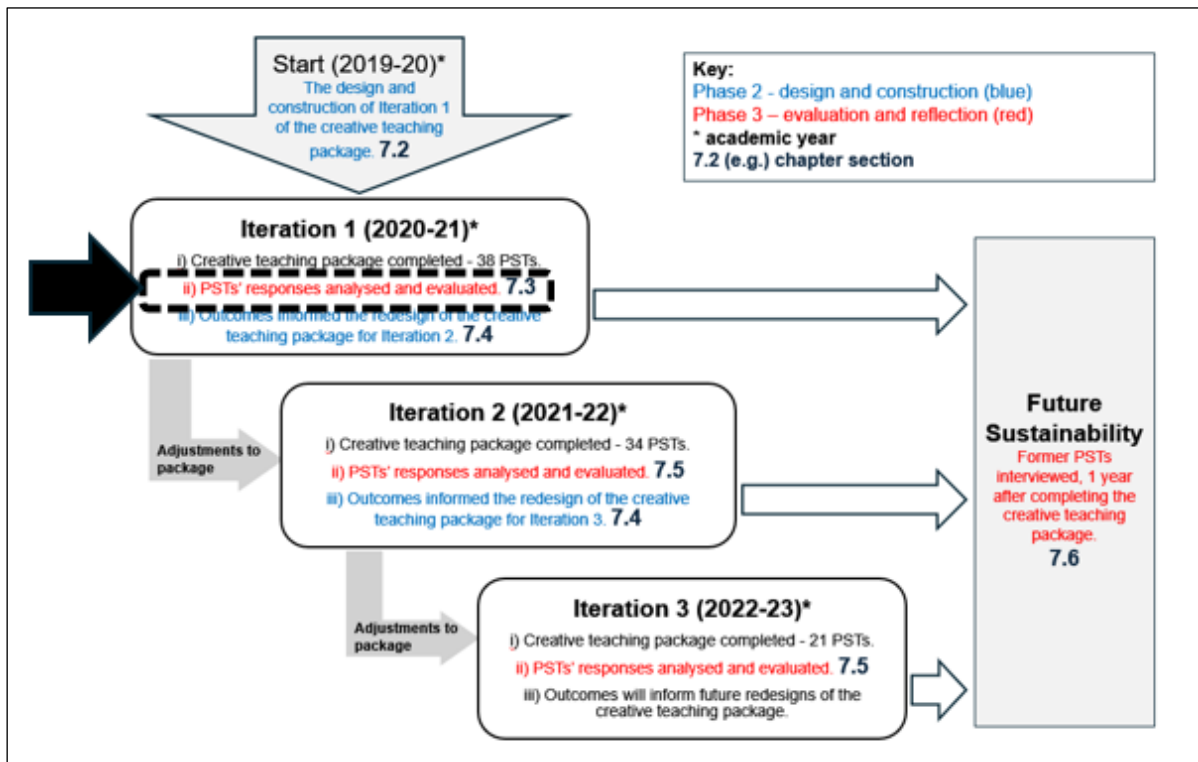 Start (2019-20)*
The design and
construction of Iteration 1
of the creative teaching
package. 7.2
Key:
Phase 2 - design and construction (blue)
Phase 3 – evaluation and reflection (red)
* academic year
7.2 (e.g.) chapter section
Iteration 1 (2020-21)*
i) Creative teaching package completed - 38 PSTs.
ii) PSTs' responses analysed and evaluated. 7.3
iii) Outcomes informed the redesign of the creative
teaching package for Iteration 2. 7.4
Adjustments to
package
Iteration 2 (2021-22)*
i) Creative teaching package completed - 34 PSTs.
ii) PSTs' responses analysed and evaluated. 7.5
iii) Outcomes informed the redesign of the creative
teaching package for Iteration 3. 7.4
Adjustments to
package
Iteration 3 (2022-23)*
i) Creative teaching package completed - 21 PSTs.
ii) PSTs' responses analysed and evaluated. 7.5
iii) Outcomes will inform future redesigns of the
creative teaching package.
Future
Sustainability
Former PSTs
interviewed, 1 year
after completing the
creative teaching
package.
7.6